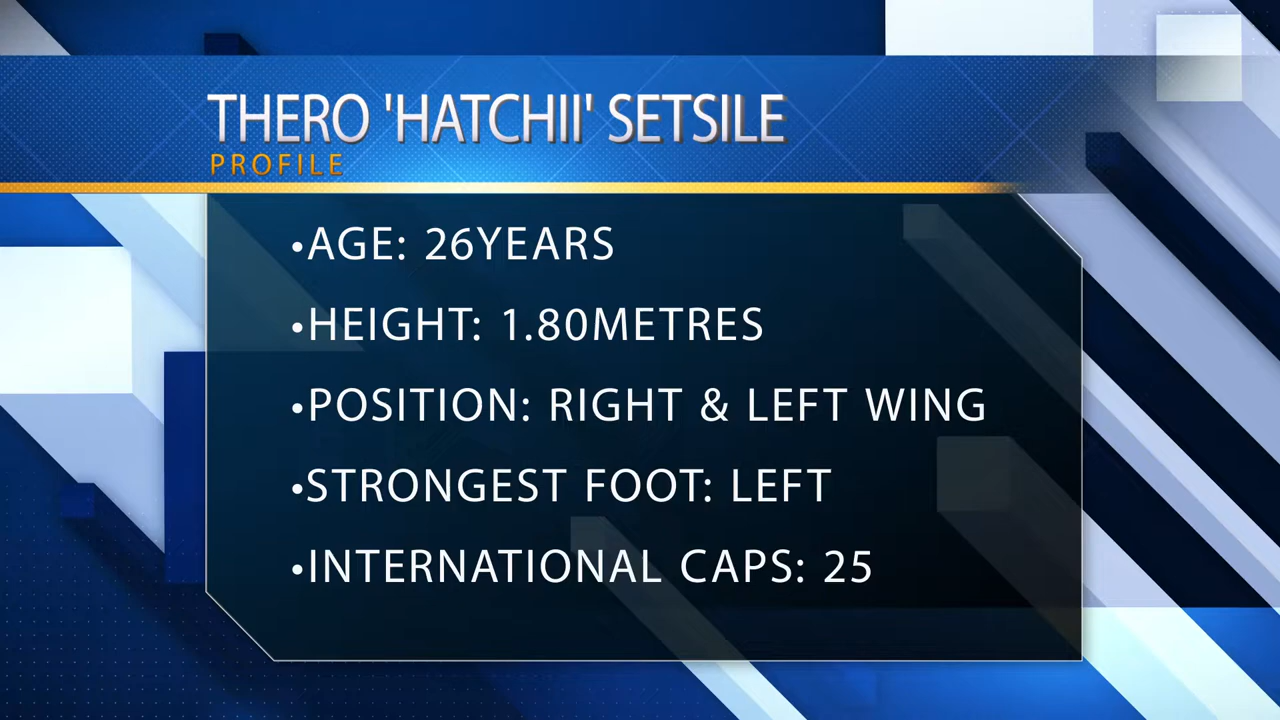 THERO 'HATCHII' SETSILE
PROFILE
•AGE: 26YEARS
•HEIGHT: 1.80METRES
•POSITION: RIGHT & LEFT WING
•STRONGEST FOOT: LEFT
•INTERNATIONAL CAPS: 25